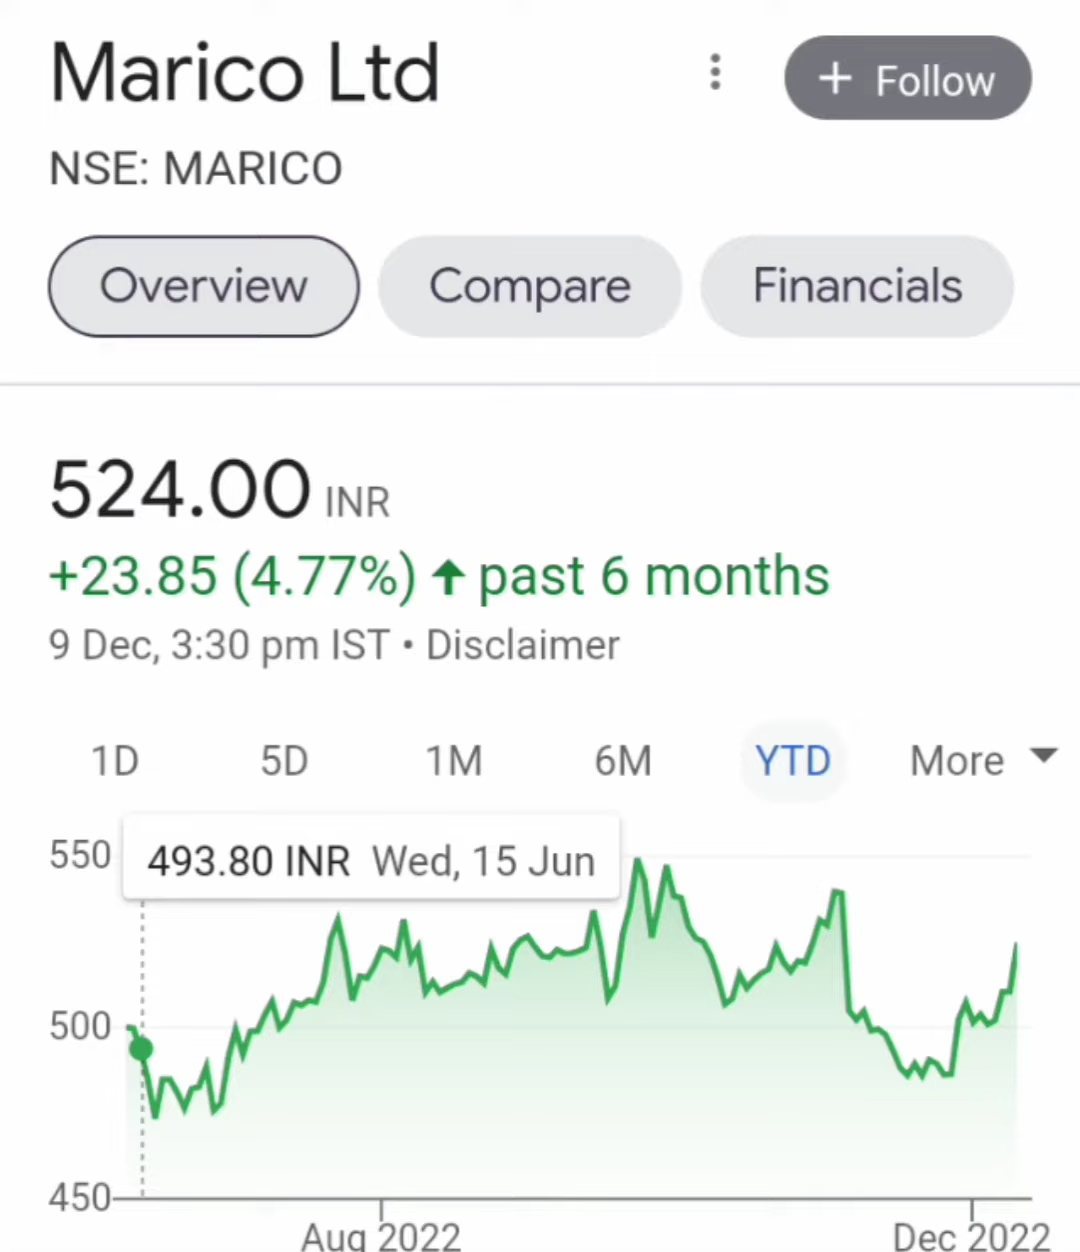 Marico Ltd
+ Follow
NSE: MARICO
Overview Compare Financials
524.00 INR
+23.85 (4.77%) ↑ past 6 months
9 Dec, 3:30 pm IST • Disclaimer
1D 5D 1M 6M YTD More
550
493.80 INR Wed, 15 Jun
500
450
Aug 2022 Dec 2022